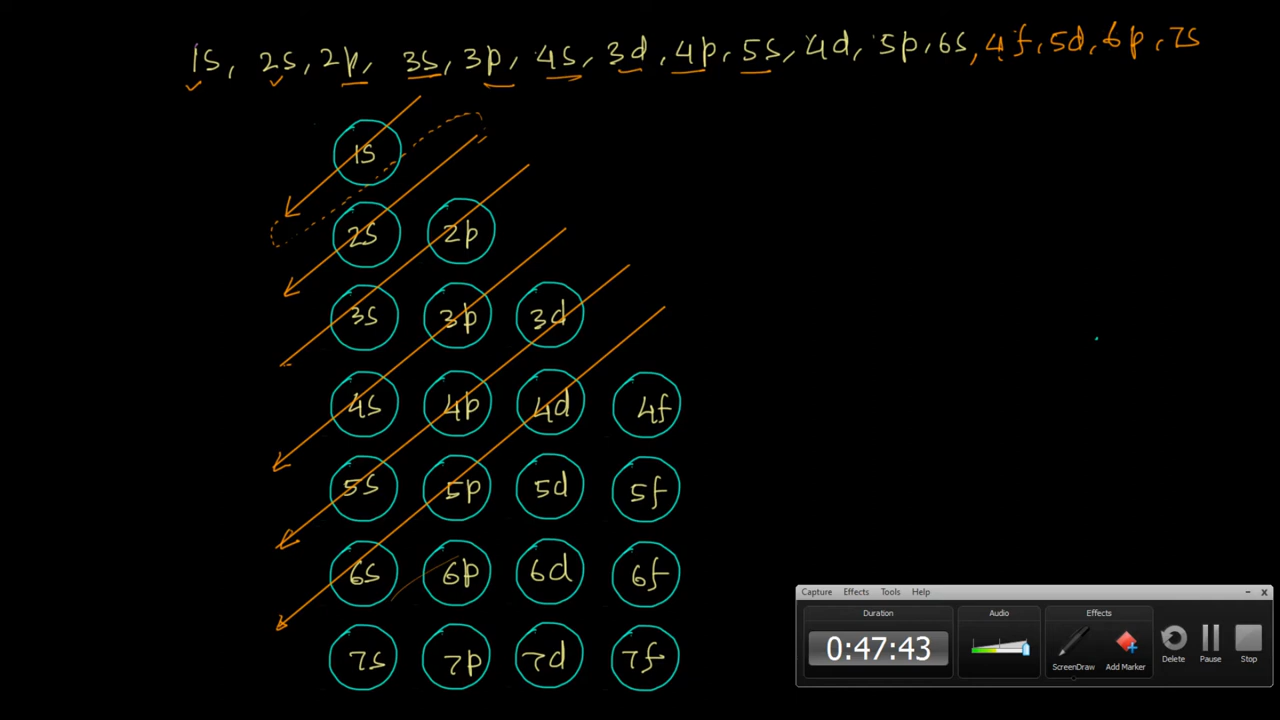 1s, 2s, 2p, 3s, 3p, 4s, 3d, 4p, 5s, 4d, 5p, 6s, 4f, 5d, 6p, 7s
1s
2s 2p
3s 3p 3d
4s 4p 4d 4f
5s 5p 5d 5f
6s 6p 6d 6f
7s 7p 7d 7f
Capture Effects Tools Help
Duration Audio Effects
0:47:43
ScreenDraw Add Marker Delete Pause Stop